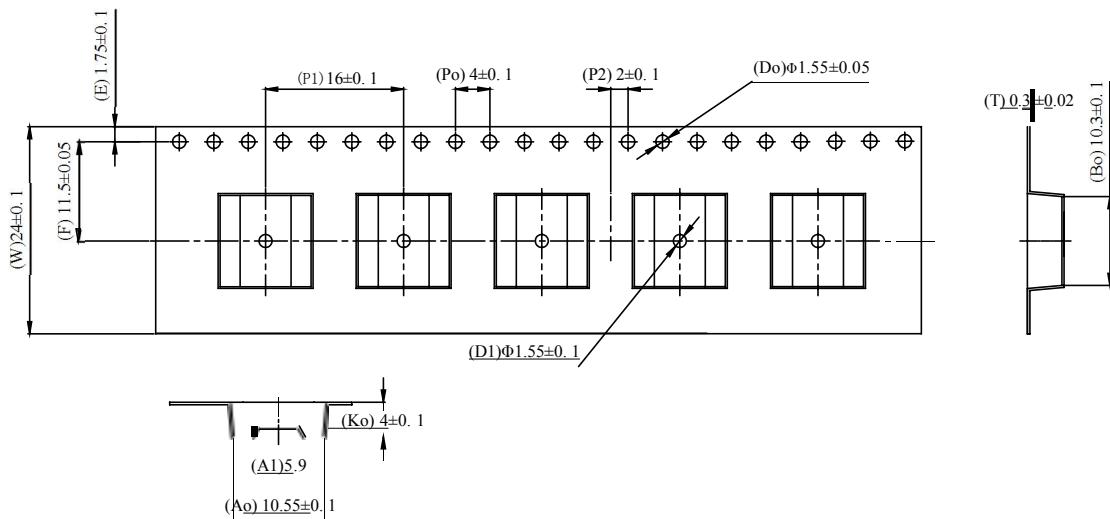 (E) 1.75±0.1
(P1)16±0.1
(Po) 4±0.1
(P2) 2±0.1
(Do)Φ1.55±0.05
(T) 0.3±0.02
(Bo) 10.3±0.1
(F) 11.5±0.05
(W)24±0.1
(D1)Φ1.55±0.1
(Ko) 4±0.1
(A1)5.9
(Ao) 10.55±0.1